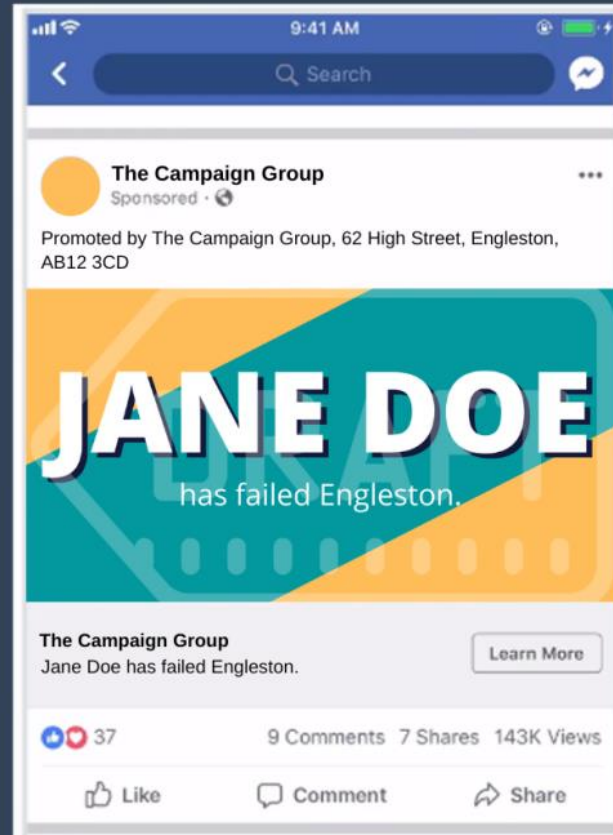 9:41 AM
Search
The Campaign Group
Sponsored ·
•••
Promoted by The Campaign Group, 62 High Street, Engleston,
AB12 3CD
DRAFT
JANE DOE
has failed Engleston.
The Campaign Group
Jane Doe has failed Engleston.
Learn More
37
9 Comments 7 Shares 143K Views
Like
Comment
Share